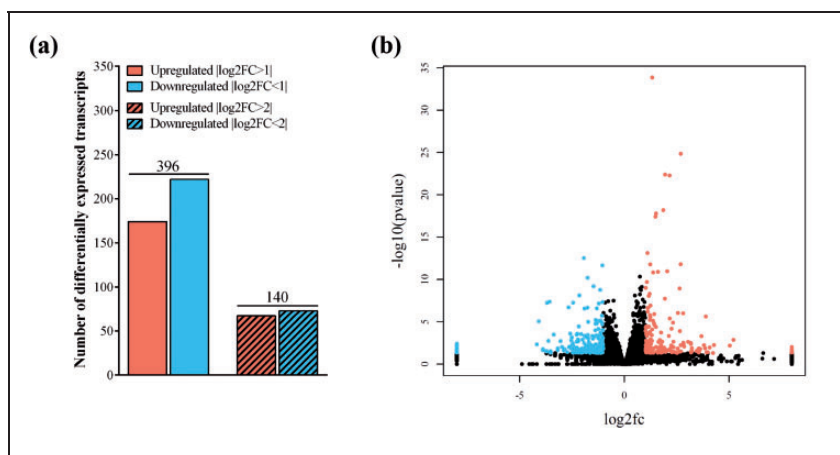 (a)
Number of differentially expressed transcripts
350
300
250
200
150
100
50
0
Upregulated |log2FC>1|
Downregulated |log2FC<1|
Upregulated |log2FC>2|
Downregulated |log2FC<2|
396
140
(b)
-log10(pvalue)
35
30
25
20
15
10
5
0
-5
0
5
log2fc